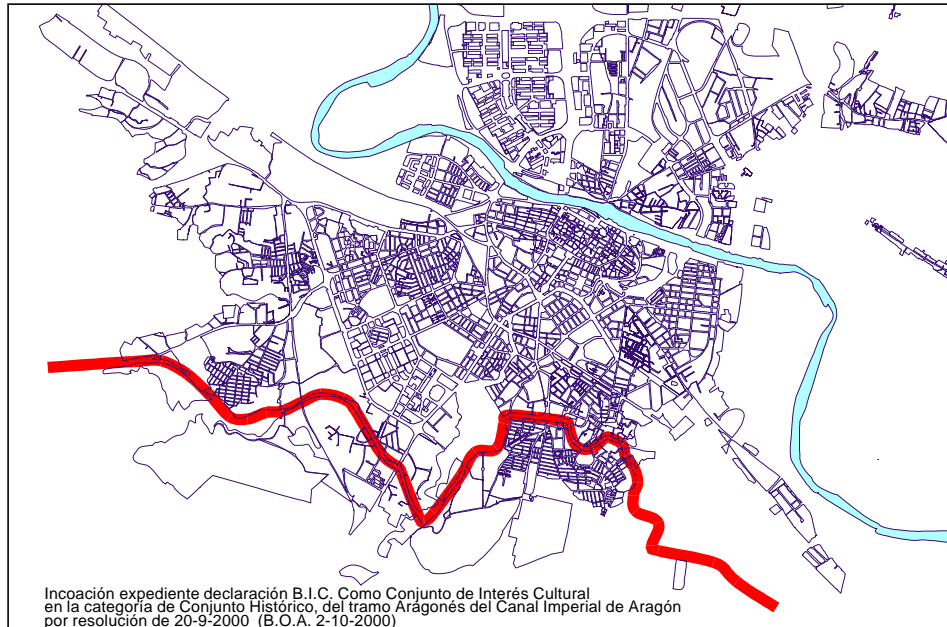 Incoación expediente declaración B.I.C. Como Conjunto de Interés Cultural
en la categoría de Conjunto Histórico, del tramo Aragonés del Canal Imperial de Aragón
por resolución de 20-9-2000 (B.O.A. 2-10-2000)